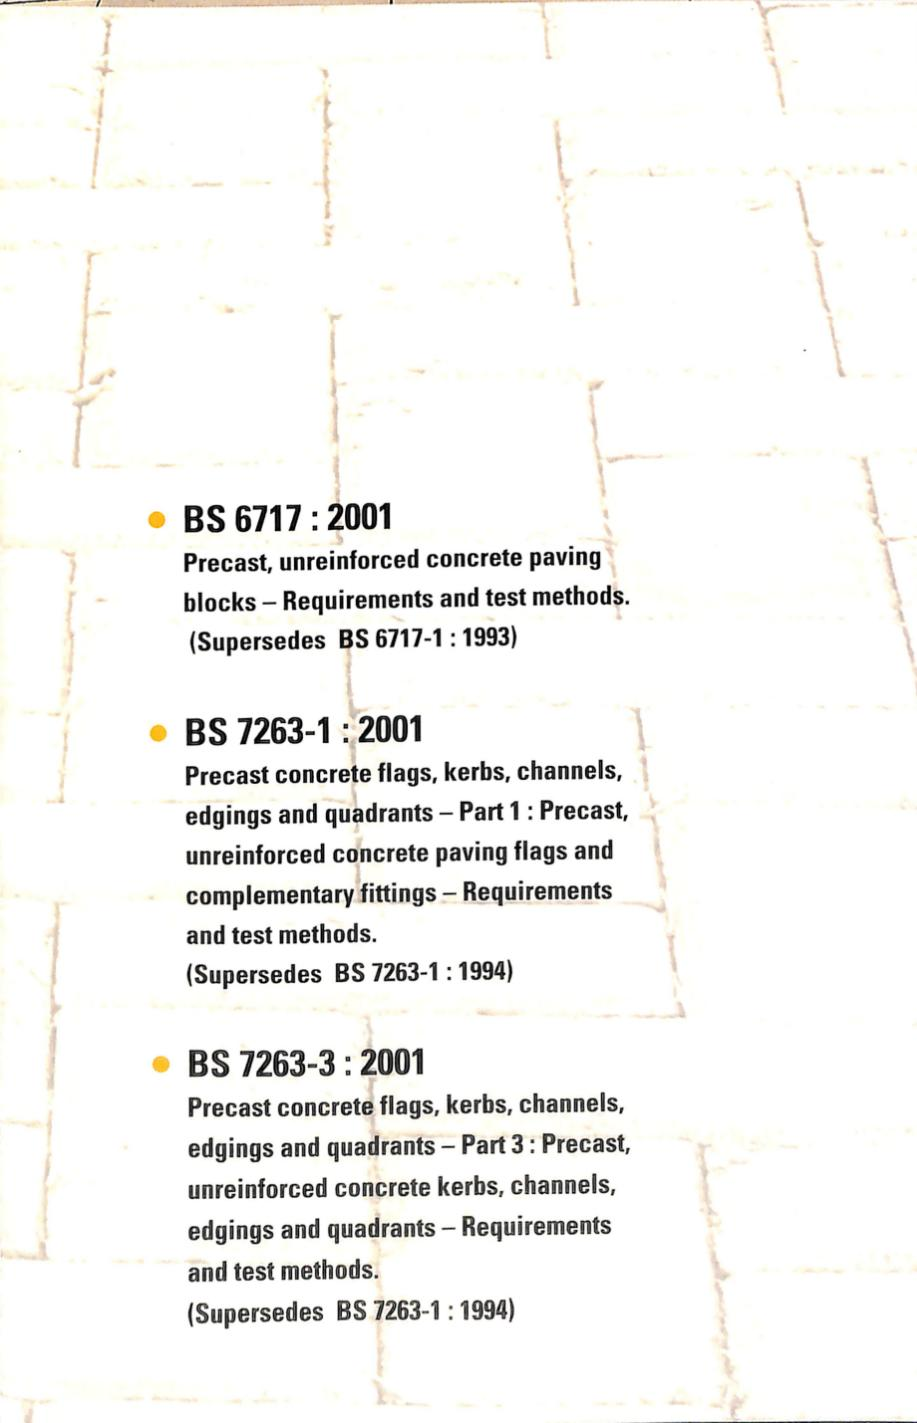 BS 6717 : 2001
Precast, unreinforced concrete paving
blocks – Requirements and test methods.
(Supersedes BS 6717-1 : 1993)
BS 7263-1 : 2001
Precast concrete flags, kerbs, channels,
edgings and quadrants – Part 1 : Precast,
unreinforced concrete paving flags and
complementary fittings – Requirements
and test methods.
(Supersedes BS 7263-1 : 1994)
BS 7263-3 : 2001
Precast concrete flags, kerbs, channels,
edgings and quadrants – Part 3 : Precast,
unreinforced concrete kerbs, channels,
edgings and quadrants – Requirements
and test methods.
(Supersedes BS 7263-1 : 1994)